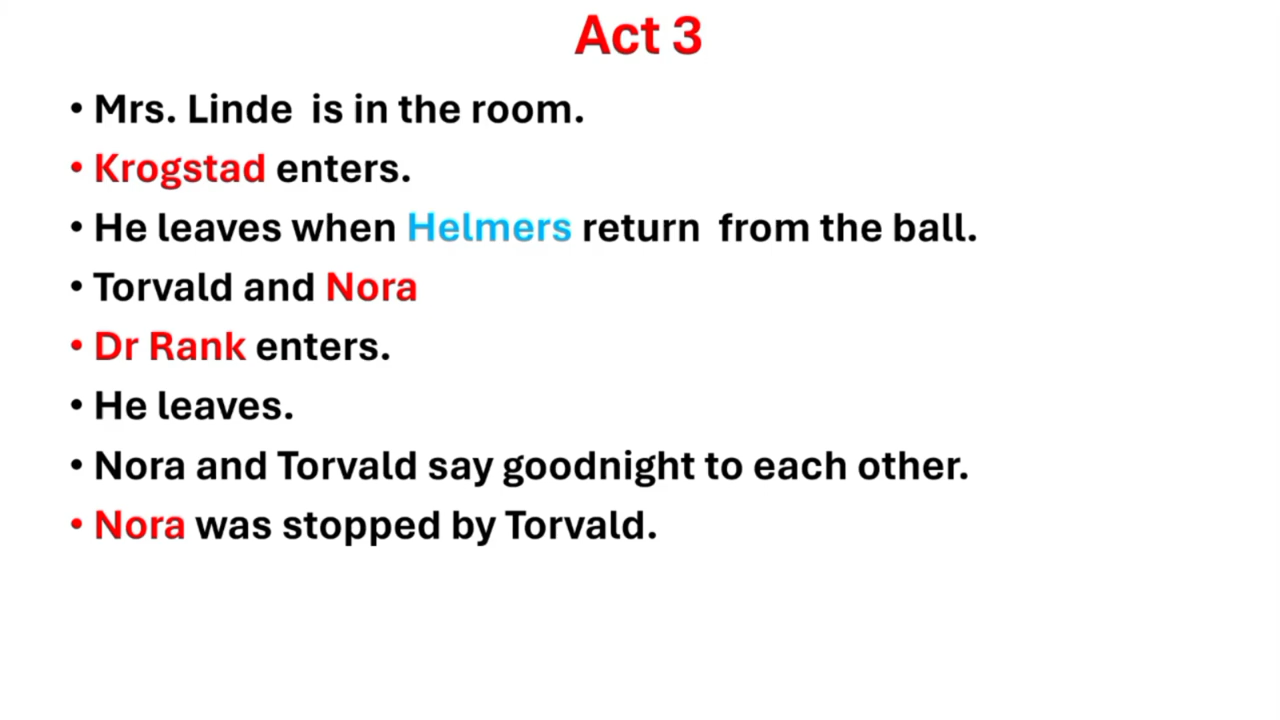 Act 3
• Mrs. Linde  is in the room.
• Krogstad enters.
• He leaves when Helmers return  from the ball.
• Torvald and Nora
• Dr Rank enters.
• He leaves.
• Nora and Torvald say goodnight to each other.
• Nora was stopped by Torvald.